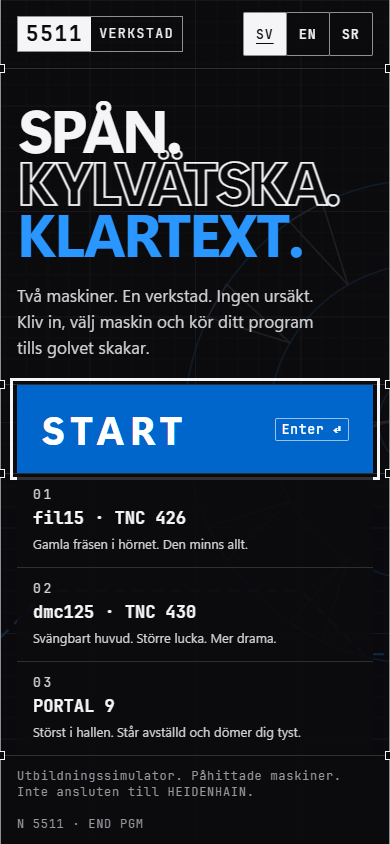 5511 VERKSTAD
SV EN SR
SPÅN.
KYLVÄTSKA.
KLARTEXT.
Två maskiner. En verkstad. Ingen ursäkt.
Kliv in, välj maskin och kör ditt program
tills golvet skakar.
START Enter ⏎
01
fil15 · TNC 426
Gamla fräsen i hörnet. Den minns allt.
02
dmc125 · TNC 430
Svängbart huvud. Större lucka. Mer drama.
03
PORTAL 9
Störst i hallen. Står avställd och dömer dig tyst.
Utbildningssimulator. Påhittade maskiner.
Inte ansluten till HEIDENHAIN.
N 5511 · END PGM